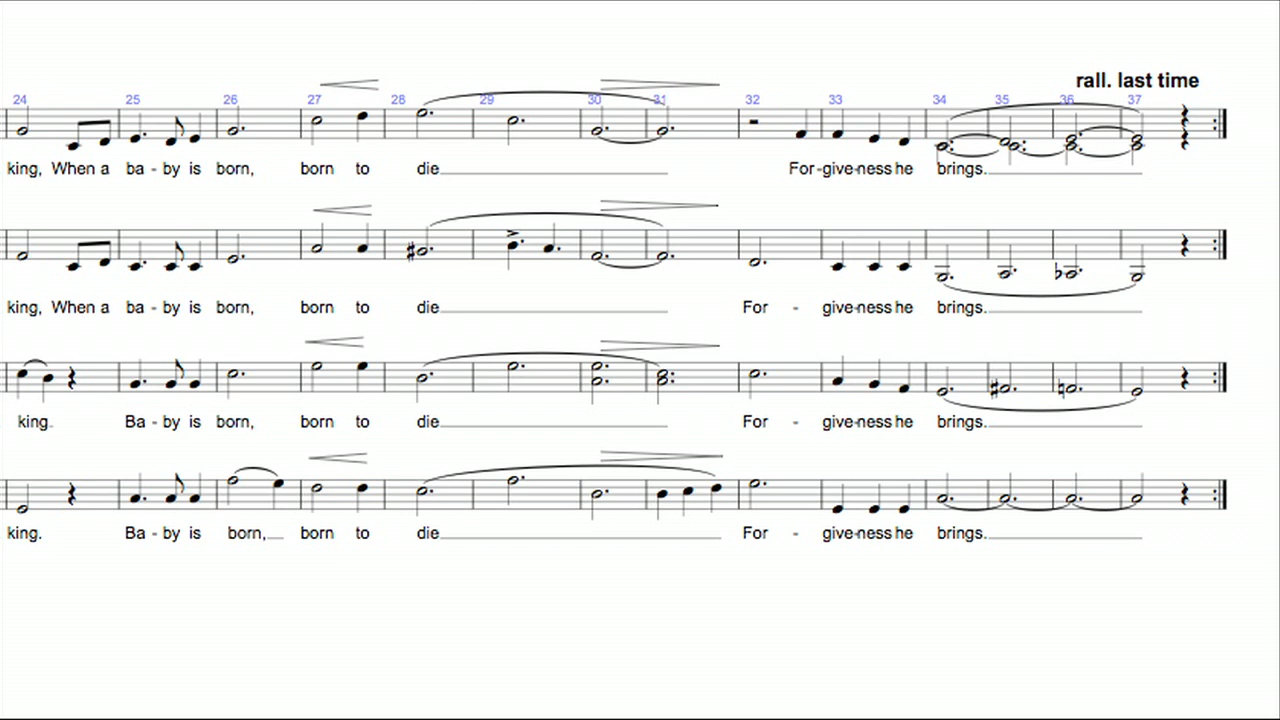 rall. last time
24 25 26 27 28 29 30 31 32 33 34 35 36 37
king, When a ba - by is born, born to die For-give-ness he brings.
king, When a ba - by is born, born to die For - give-ness he brings.
king. Ba - by is born, born to die For - give-ness he brings.
king. Ba - by is born, born to die For - give-ness he brings.